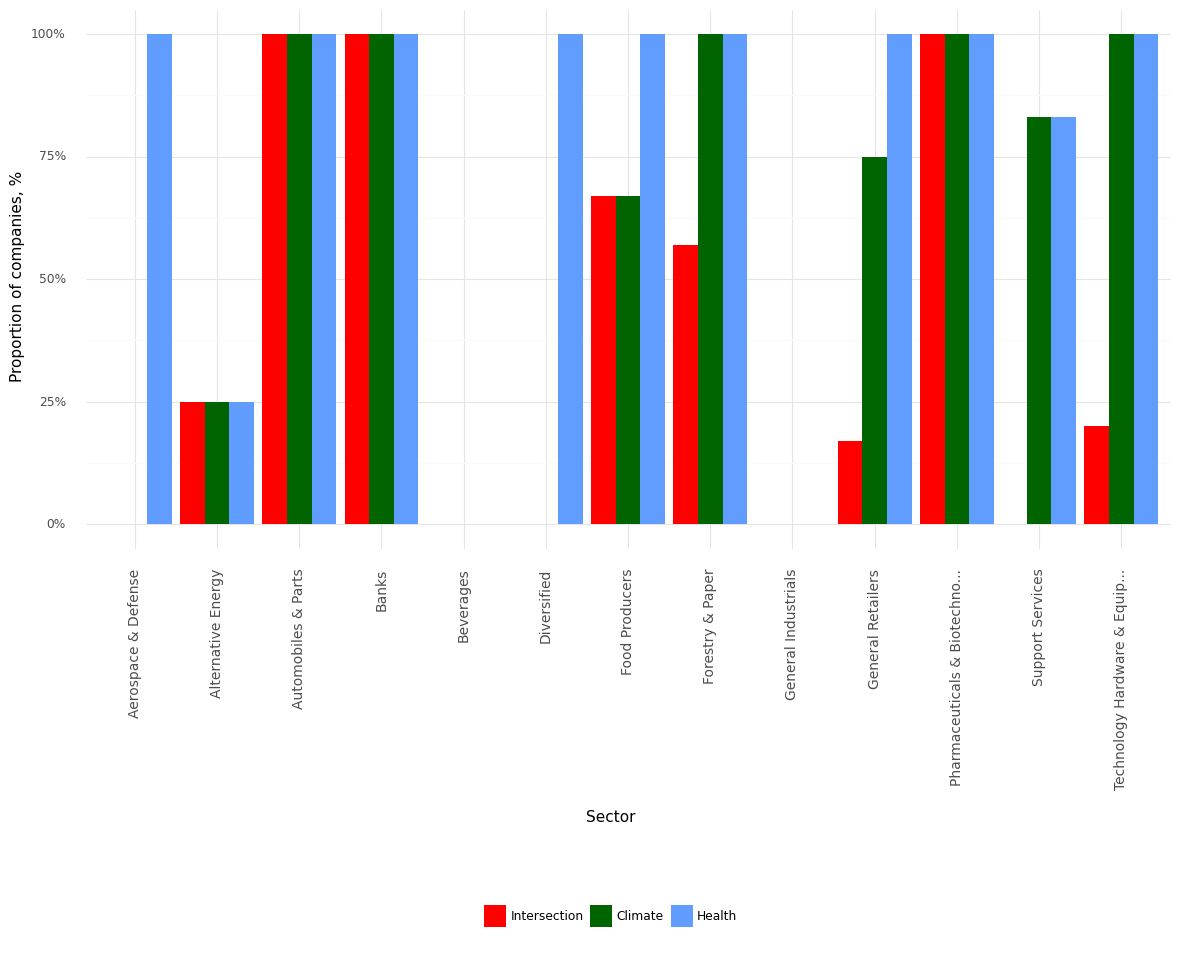 Proportion of companies, %
100%
75%
50%
25%
0%
Aerospace & Defense
Alternative Energy
Automobiles & Parts
Banks
Beverages
Diversified
Food Producers
Forestry & Paper
General Industrials
General Retailers
Pharmaceuticals & Biotechno...
Support Services
Technology Hardware & Equip...
Sector
Intersection Climate Health